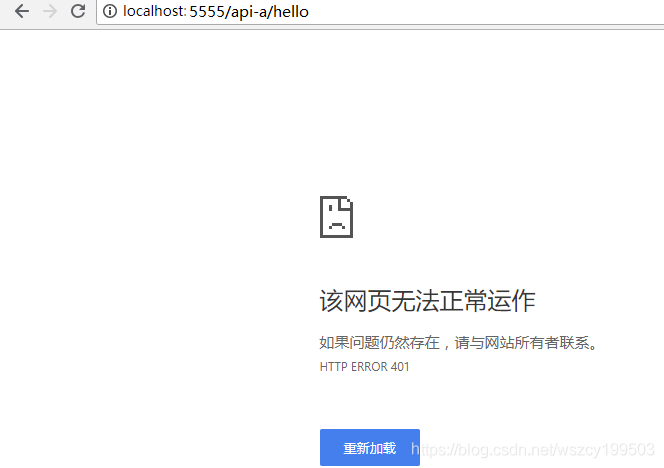 localhost: 5555/api-a/hello
该网页无法正常运作
如果问题仍然存在，请与网站所有者联系。
HTTP ERROR 401
重新加载
https://blog.csdn.net/wszcy199503